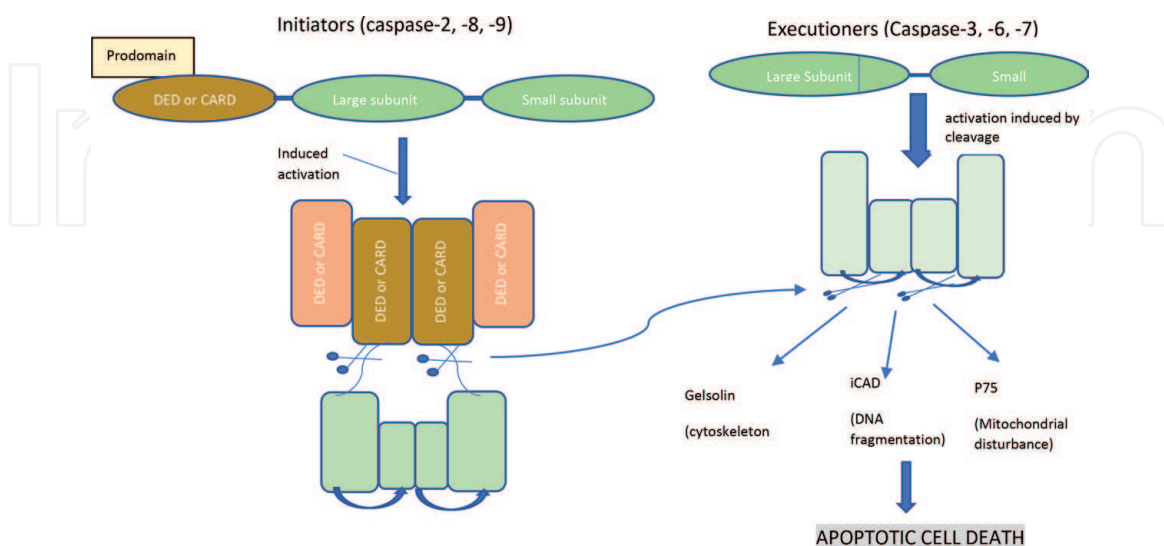 Initiators (caspase-2, -8, -9)
Prodomain
DED or CARD
Large subunit
Small subunit
Induced
activation
DED or CARD
DED or CARD
DED or CARD
DED or CARD
Executioners (Caspase-3, -6, -7)
Large Subunit
Small
activation induced by
cleavage
Gelsolin
(cytoskeleton
iCAD
(DNA
fragmentation)
P75
(Mitochondrial
disturbance)
APOPTOTIC CELL DEATH